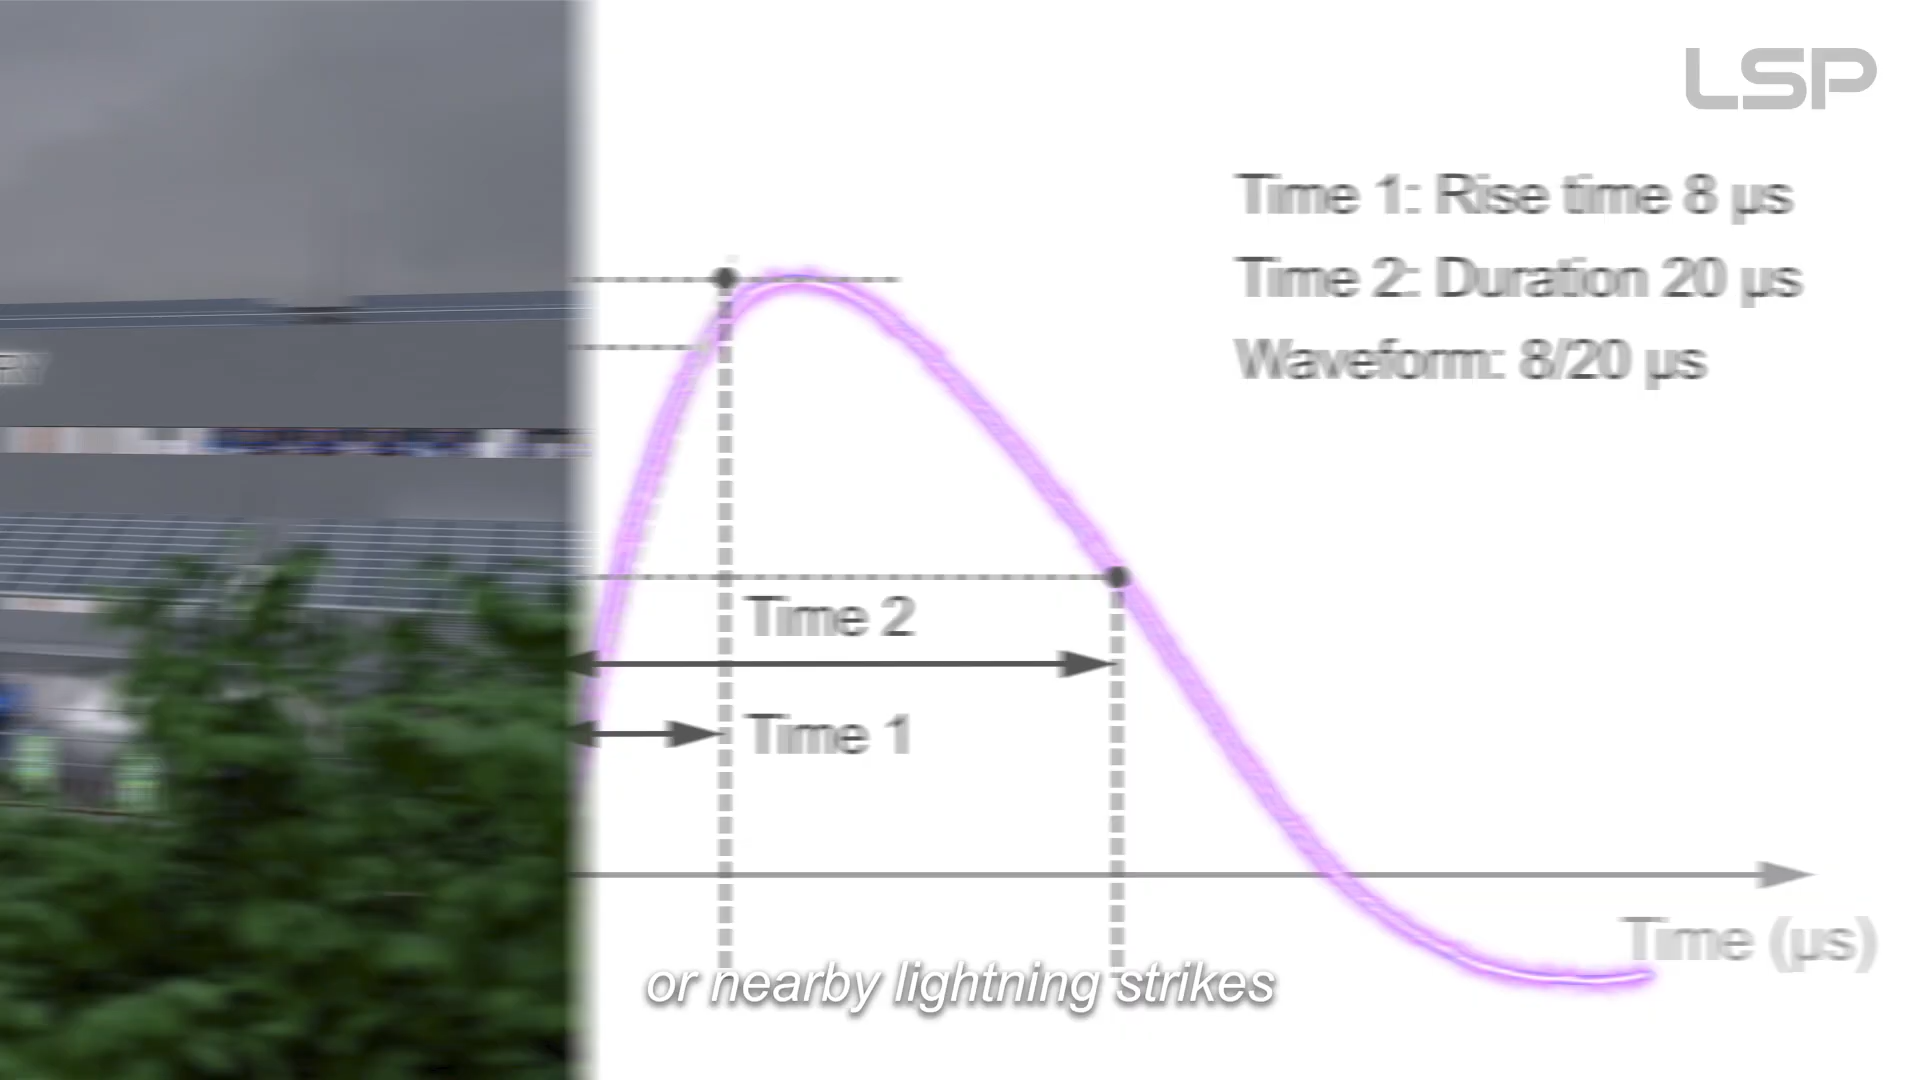 LSP
Time 1: Rise time 8 µs
Time 2: Duration 20 µs
Waveform: 8/20 µs
Time 2
Time 1
Time (µs)
or nearby lightning strikes